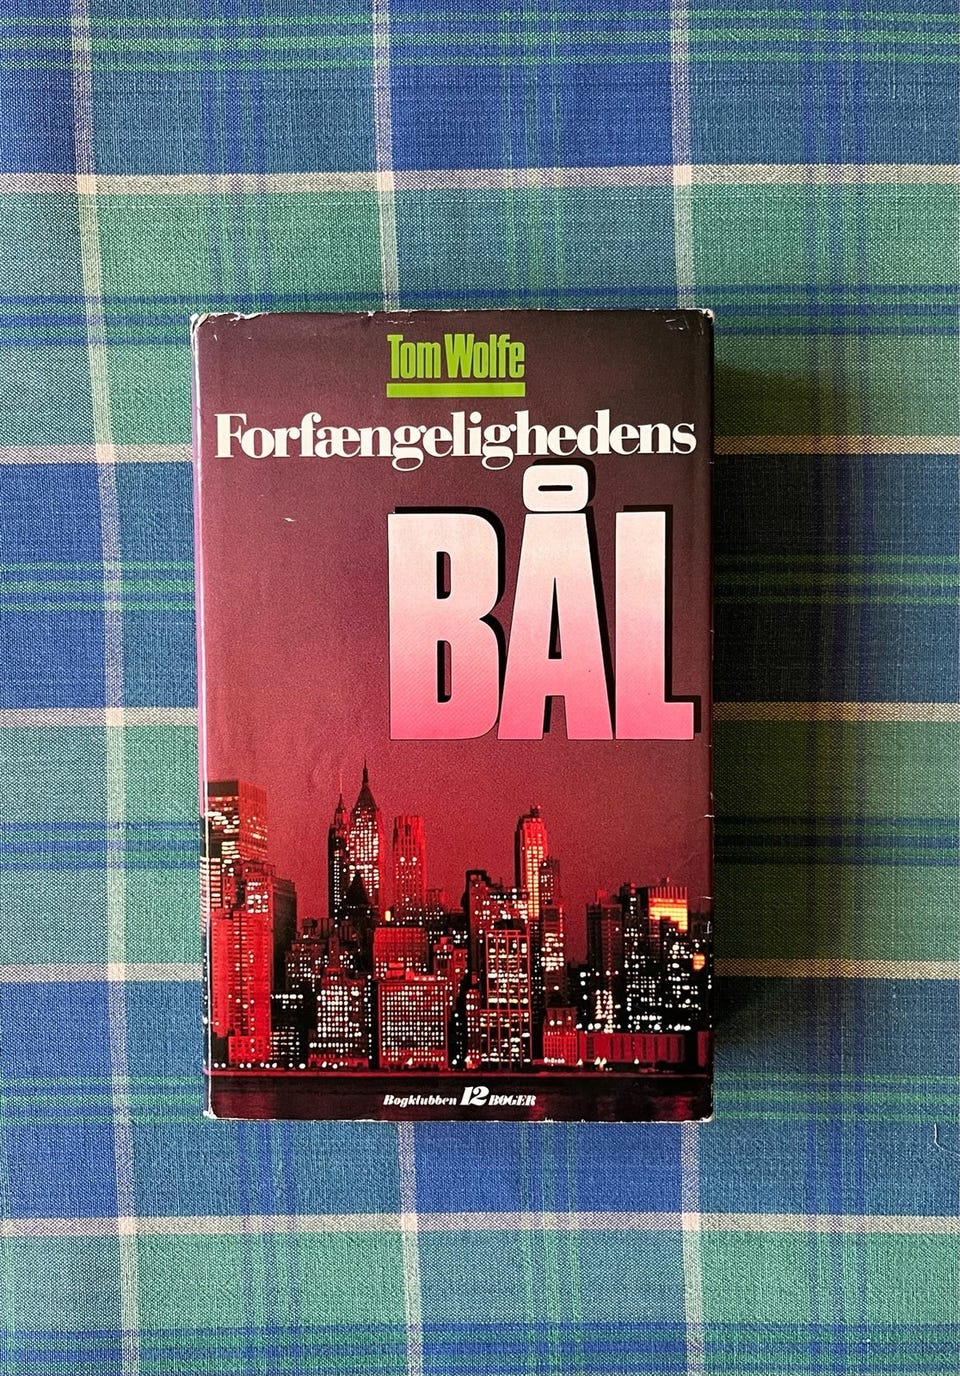 Tom Wolfe
Forfængelighedens
BÅL
Bogklubben 12 BØGER